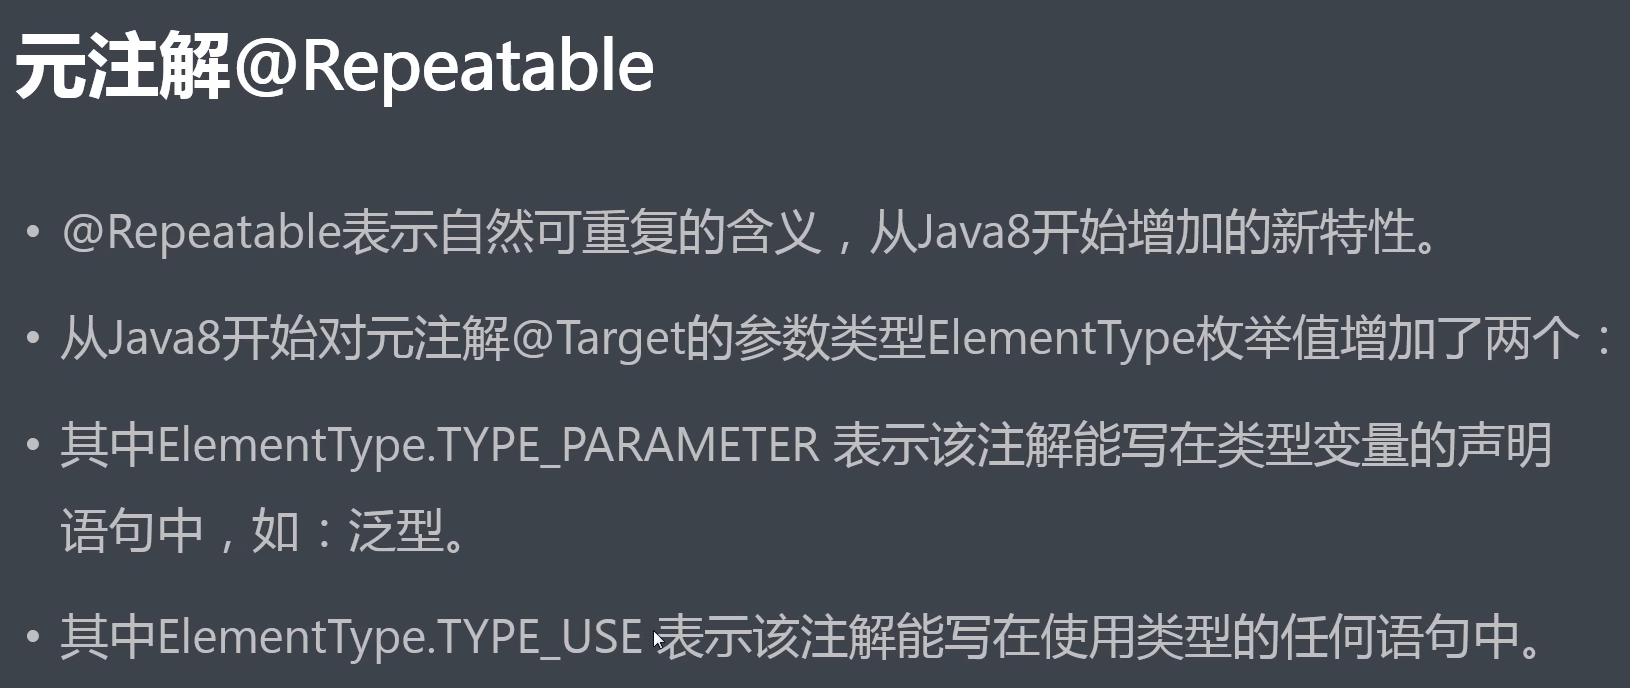 元注解@Repeatable
• @Repeatable表示自然可重复的含义，从Java8开始增加的新特性。
• 从Java8开始对元注解@Target的参数类型ElementType枚举值增加了两个：
• 其中ElementType.TYPE_PARAMETER 表示该注解能写在类型变量的声明
语句中，如：泛型。
• 其中ElementType.TYPE_USE 表示该注解能写在使用类型的任何语句中。